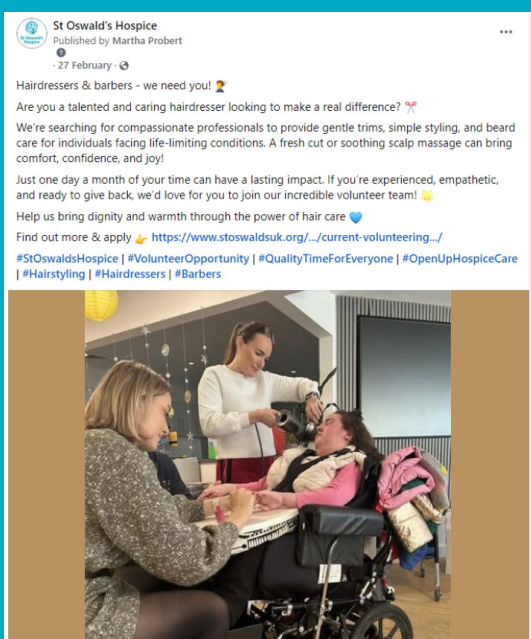 St Oswald's Hospice
Published by Martha Probert
· 27 February ·
Hairdressers & barbers - we need you! 💇
Are you a talented and caring hairdresser looking to make a real difference? ✂️
We're searching for compassionate professionals to provide gentle trims, simple styling, and beard
care for individuals facing life-limiting conditions. A fresh cut or soothing scalp massage can bring
comfort, confidence, and joy!
Just one day a month of your time can have a lasting impact. If you're experienced, empathetic,
and ready to give back, we'd love for you to join our incredible volunteer team! 🌟
Help us bring dignity and warmth through the power of hair care 💙
Find out more & apply 👉 https://www.stoswaldsuk.org/.../current-volunteering.../
#StOswaldsHospice | #VolunteerOpportunity | #QualityTimeForEveryone | #OpenUpHospiceCare
| #Hairstyling | #Hairdressers | #Barbers